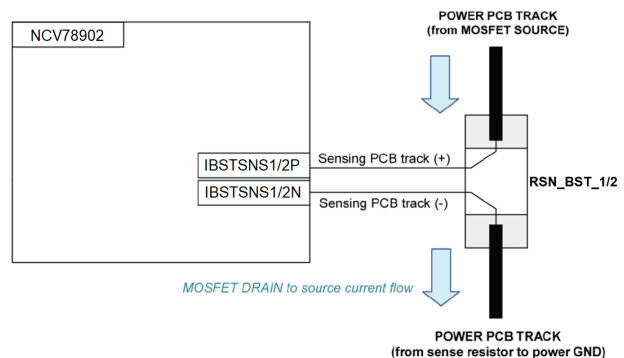 POWER PCB TRACK
(from MOSFET SOURCE)
NCV78902
IBSTSNS1/2P
Sensing PCB track (+)
RSN_BST_1/2
IBSTSNS1/2N
Sensing PCB track (-)
MOSFET DRAIN to source current flow
POWER PCB TRACK
(from sense resistor to power GND)